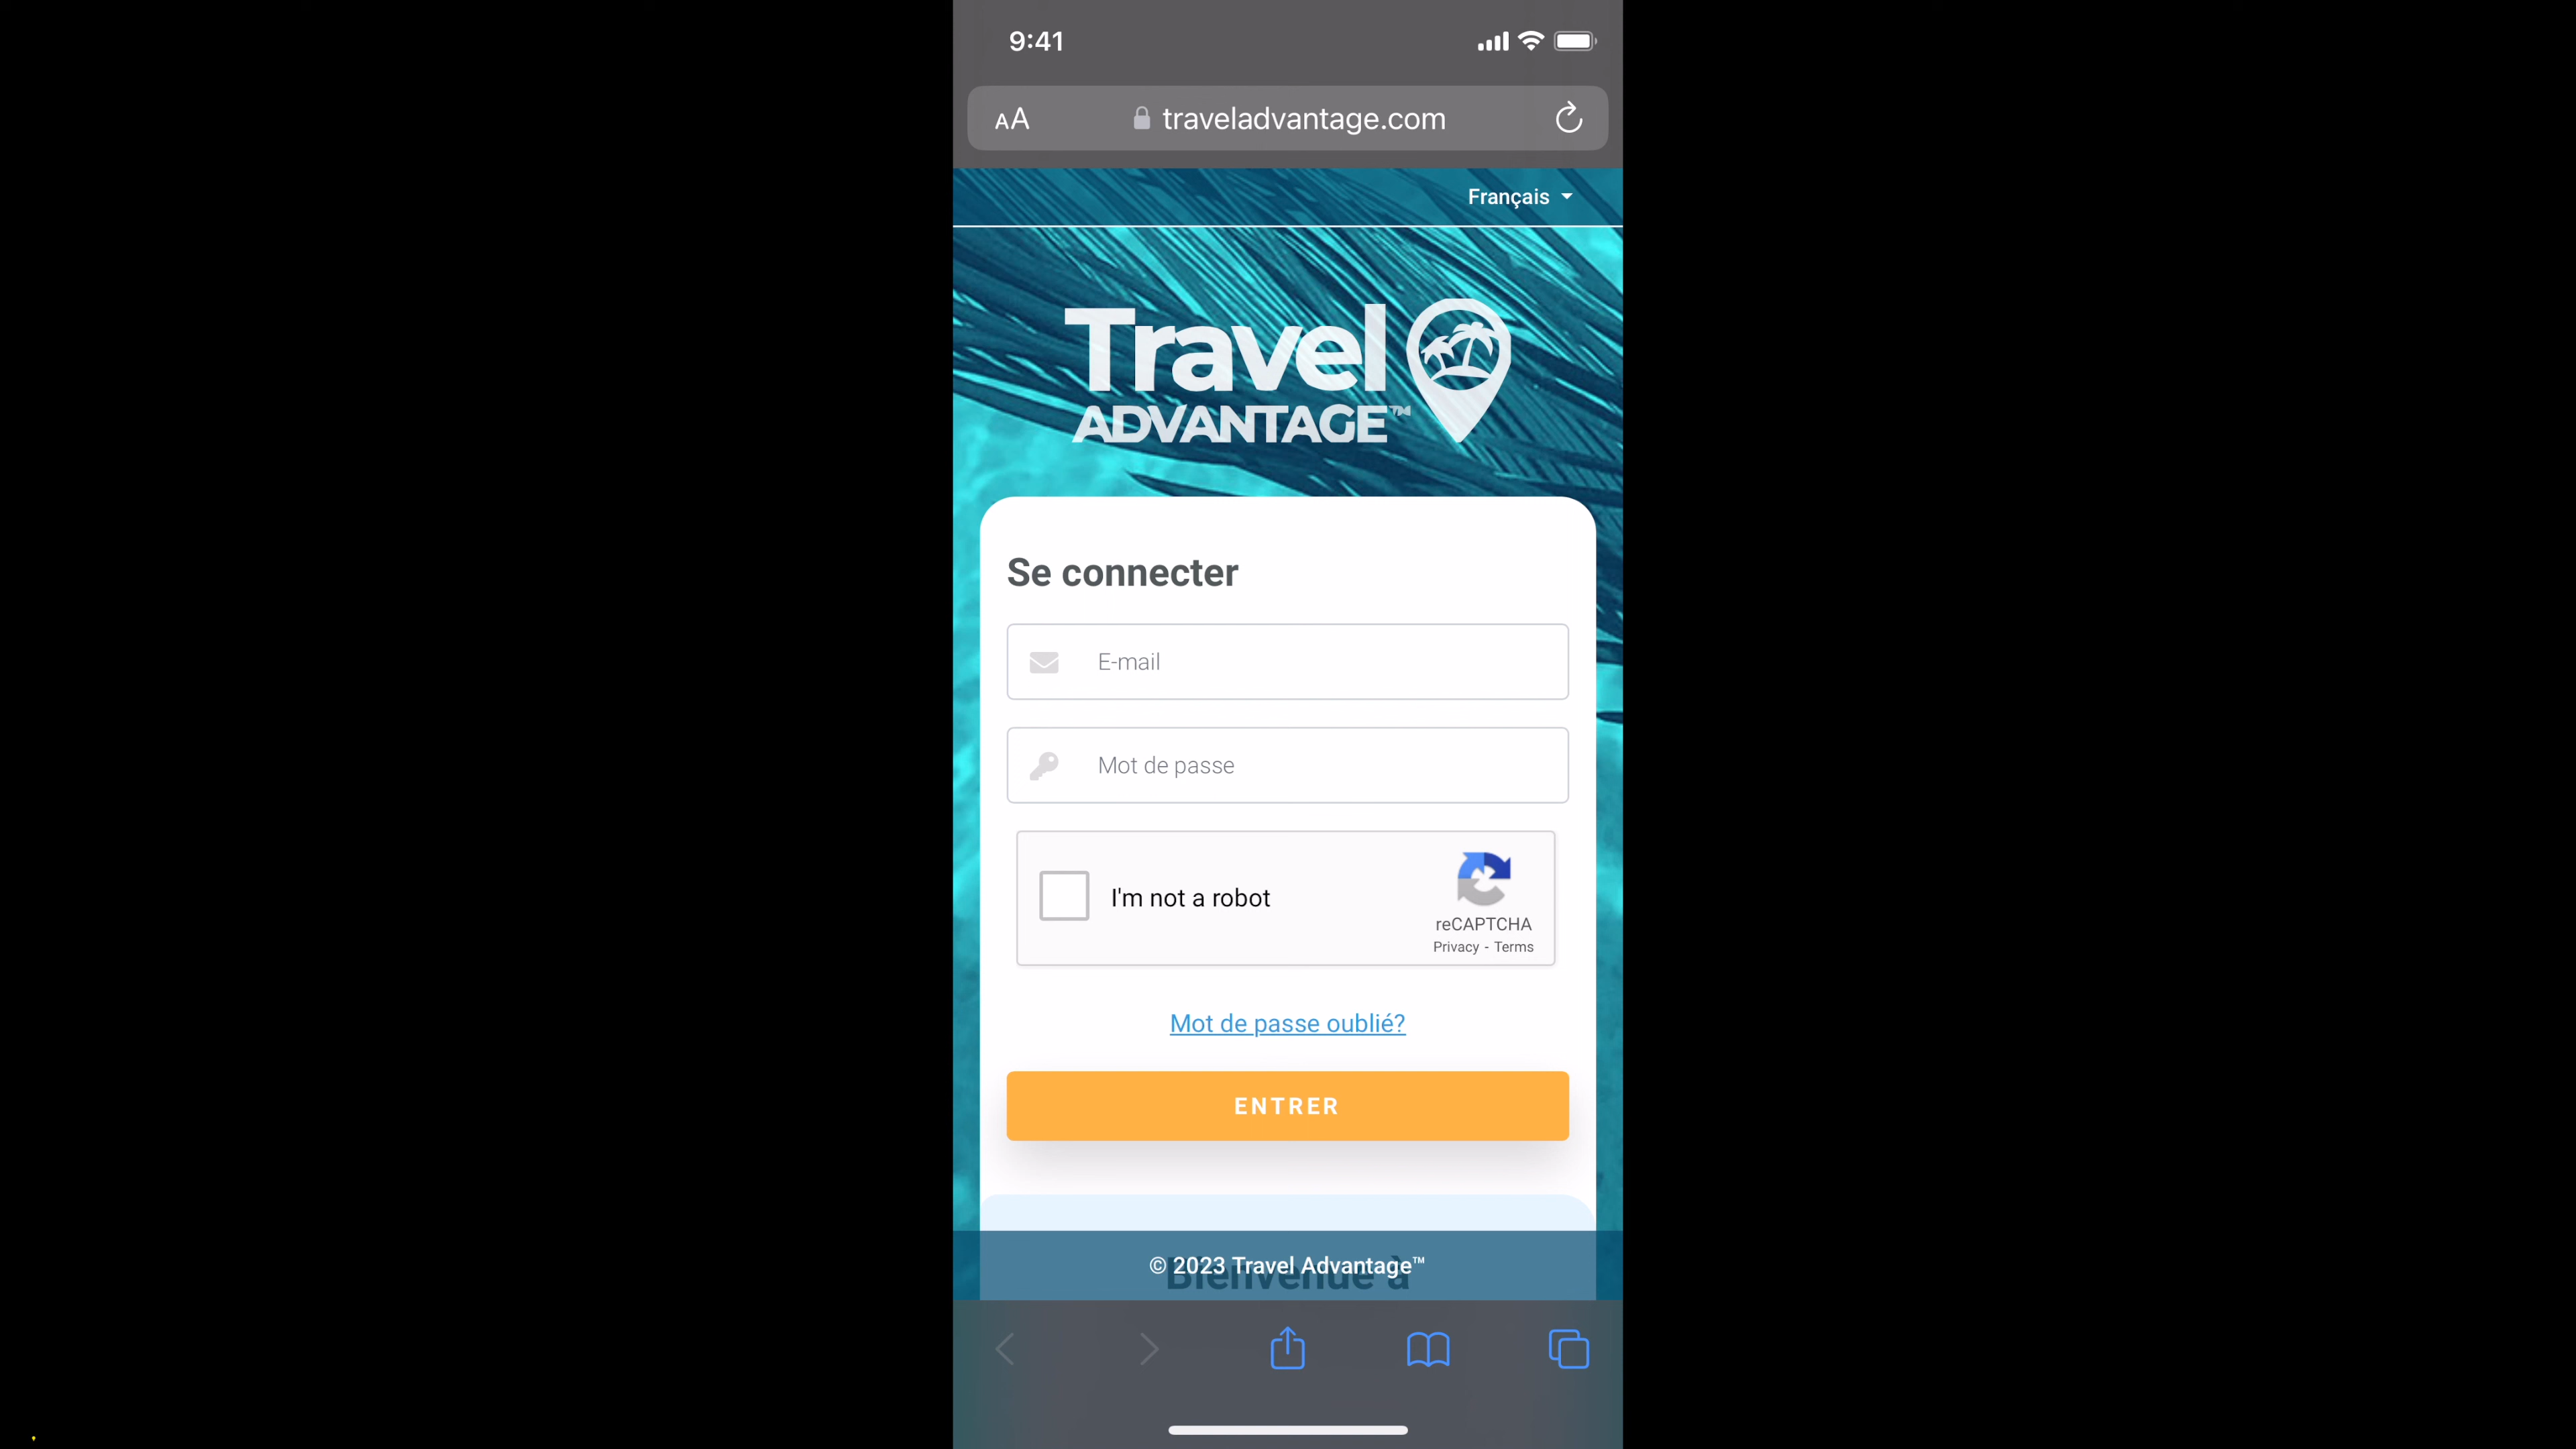 9:41
AA traveladvantage.com
Français
Travel
ADVANTAGE™
Se connecter
E-mail
Mot de passe
I'm not a robot
reCAPTCHA
Privacy - Terms
Mot de passe oublié?
ENTRER
© 2023 Travel Advantage™
Bienvenue à